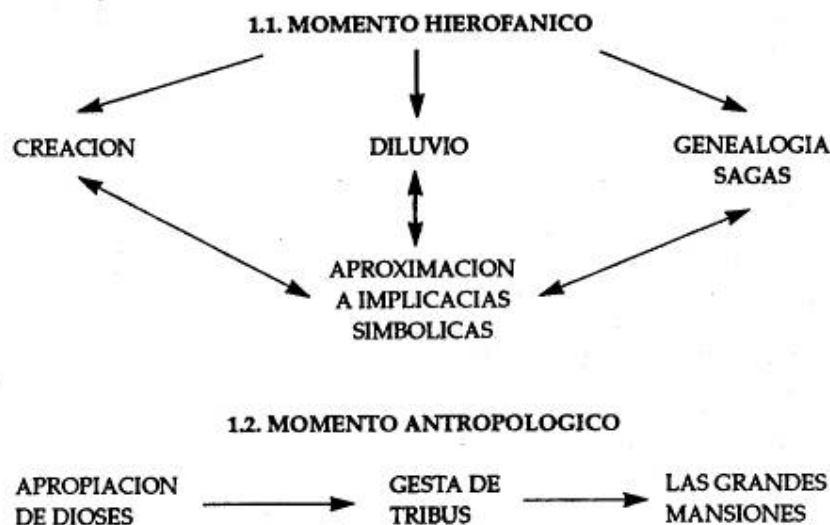 1.1. MOMENTO HIEROFANICO
CREACION
DILUVIO
GENEALOGIA
SAGAS
APROXIMACION
A IMPLICACIAS
SIMBOLICAS
1.2. MOMENTO ANTROPOLOGICO
APROPIACION
DE DIOSES
GESTA DE
TRIBUS
LAS GRANDES
MANSIONES